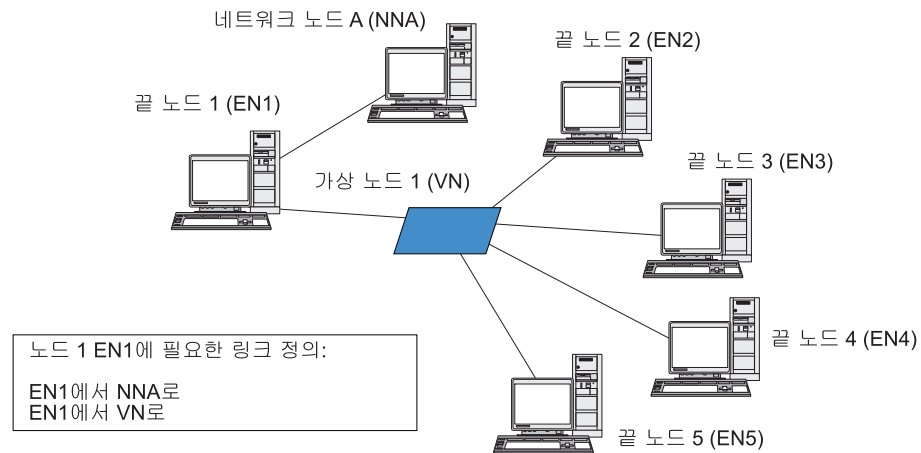 네트워크 노드 A (NNA)
끝 노드 2 (EN2)
끝 노드 1 (EN1)
끝 노드 3 (EN3)
가상 노드 1 (VN)
노드 1 EN1에 필요한 링크 정의:
EN1에서 NNA로
EN1에서 VN로
끝 노드 4 (EN4)
끝 노드 5 (EN5)